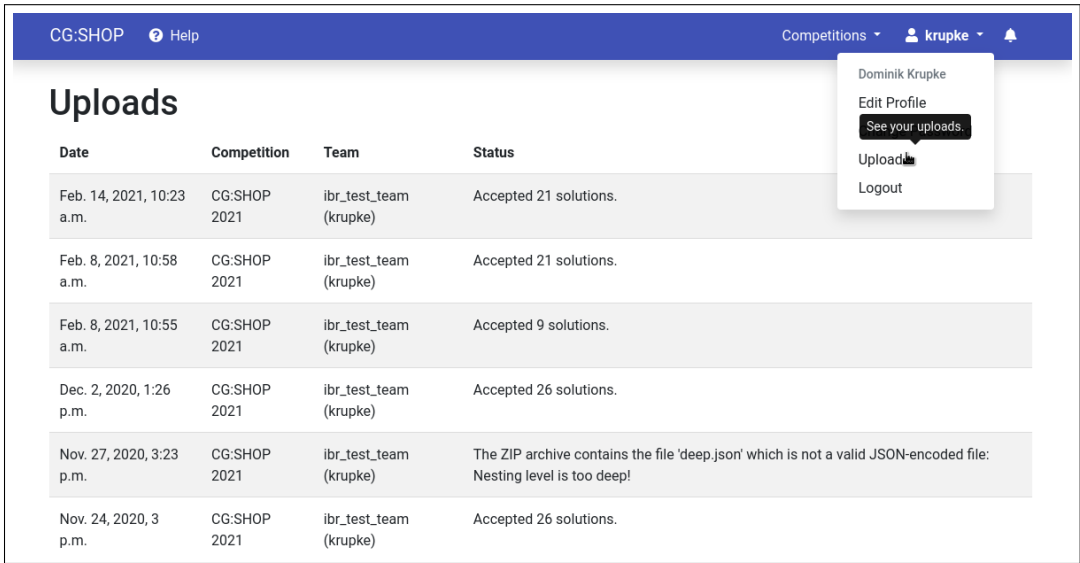 CG:SHOP Help Competitions krupke
Dominik Krupke
Edit Profile
See your uploads.
Upload
Logout
Uploads
Date Competition Team Status
Feb. 14, 2021, 10:23 CG:SHOP ibr_test_team Accepted 21 solutions.
a.m. 2021 (krupke)
Feb. 8, 2021, 10:58 CG:SHOP ibr_test_team Accepted 21 solutions.
a.m. 2021 (krupke)
Feb. 8, 2021, 10:55 CG:SHOP ibr_test_team Accepted 9 solutions.
a.m. 2021 (krupke)
Dec. 2, 2020, 1:26 CG:SHOP ibr_test_team Accepted 26 solutions.
p.m. 2021 (krupke)
Nov. 27, 2020, 3:23 CG:SHOP ibr_test_team The ZIP archive contains the file 'deep.json' which is not a valid JSON-encoded file:
p.m. 2021 (krupke) Nesting level is too deep!
Nov. 24, 2020, 3 CG:SHOP ibr_test_team Accepted 26 solutions.
p.m. 2021 (krupke)